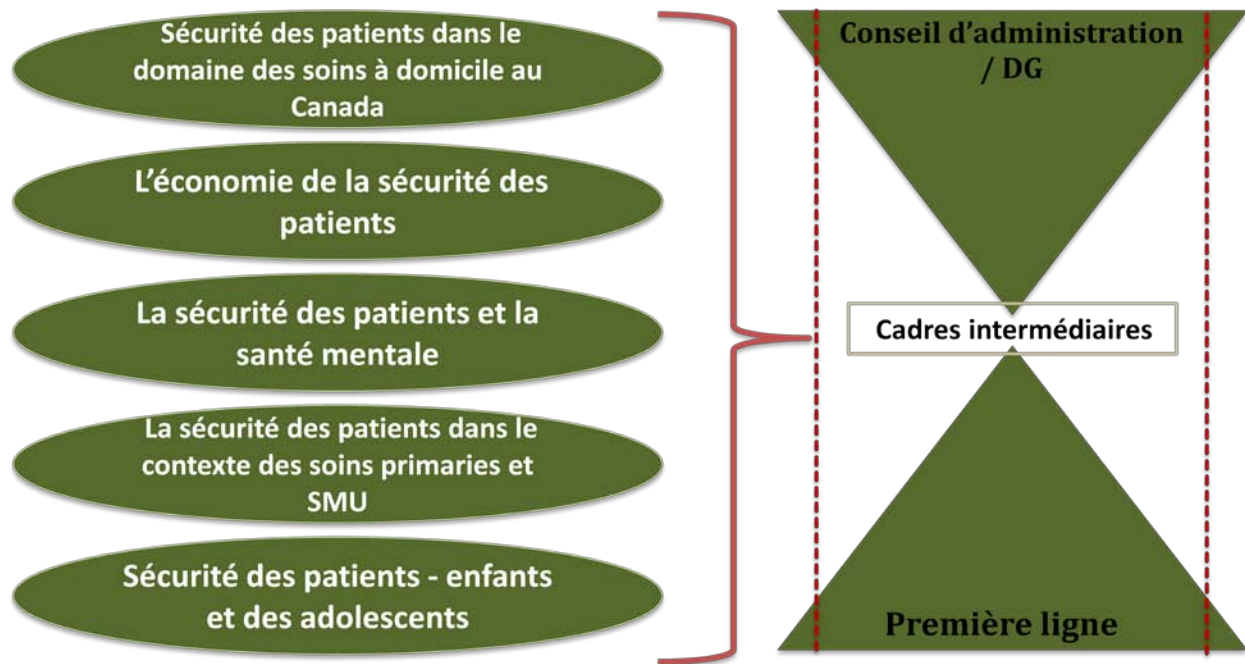 Sécurité des patients dans le
domaine des soins à domicile au
Canada
L'économie de la sécurité des
patients
La sécurité des patients et la
santé mentale
La sécurité des patients dans le
contexte des soins primaries et
SMU
Sécurité des patients - enfants
et des adolescents
Conseil d'administration
/ DG
Cadres intermédiaires
Première ligne